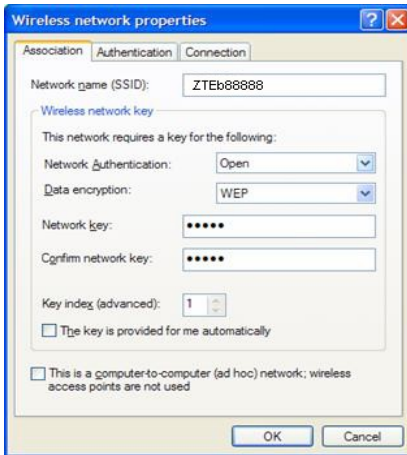 Wireless network properties
Association Authentication Connection
Network name (SSID): ZTEb88888
Wireless network key
This network requires a key for the following:
Network Authentication: Open
Data encryption: WEP
Network key: •••••
Confirm network key: •••••
Key index (advanced): 1
The key is provided for me automatically
This is a computer-to-computer (ad hoc) network; wireless
access points are not used
OK Cancel